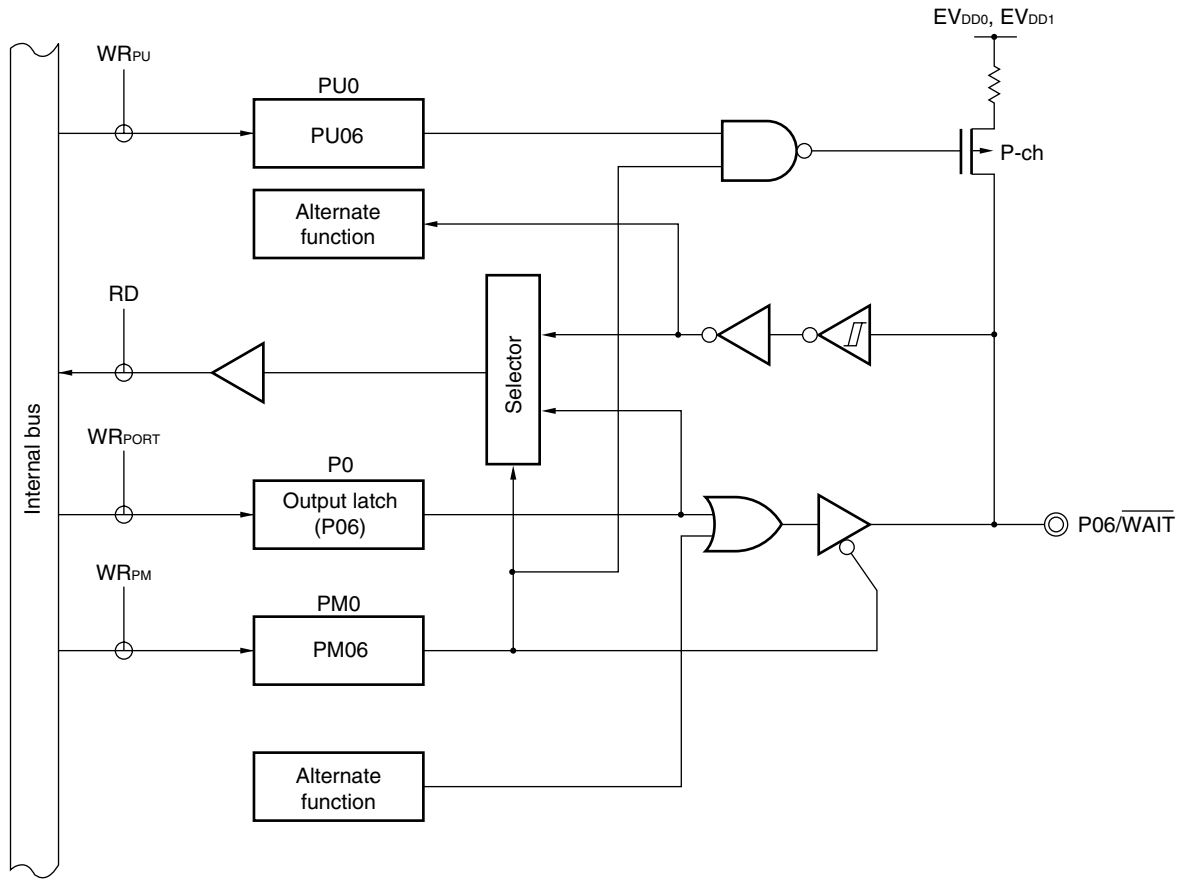 EVDD0, EVDD1
WRPU
PU0
PU06
P-ch
Alternate
function
RD
Selector
Internal bus
WRPORT
P0
Output latch
(P06)
P06/WAIT
WRPM
PM0
PM06
Alternate
function